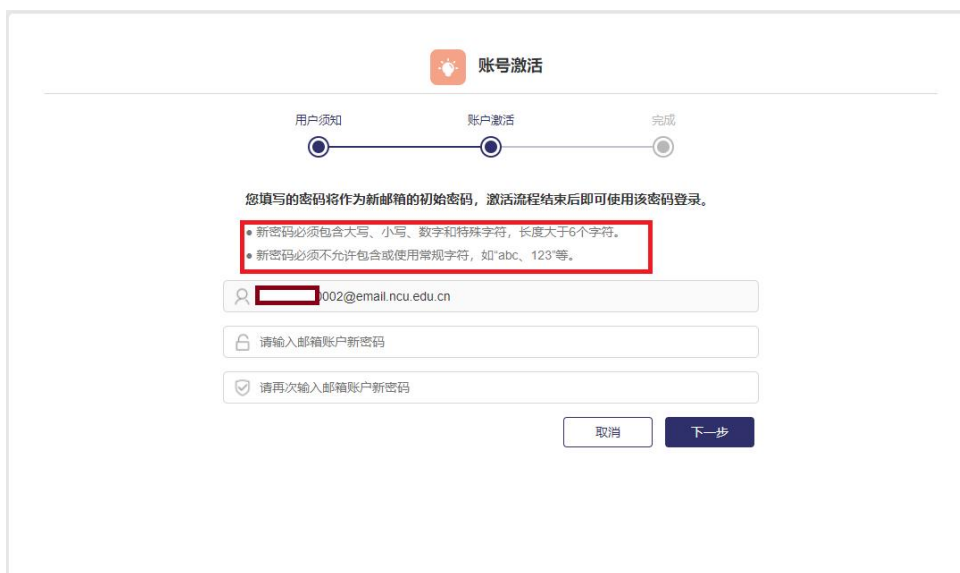 账号激活
用户须知 账户激活 完成
您填写的密码将作为新邮箱的初始密码，激活流程结束后即可使用该密码登录。
● 新密码必须包含大写、小写、数字和特殊字符，长度大于6个字符。
● 新密码必须不允许包含或使用常规字符，如“abc、123”等。
0002@email.ncu.edu.cn
请输入邮箱账户新密码
请再次输入邮箱账户新密码
取消 下一步